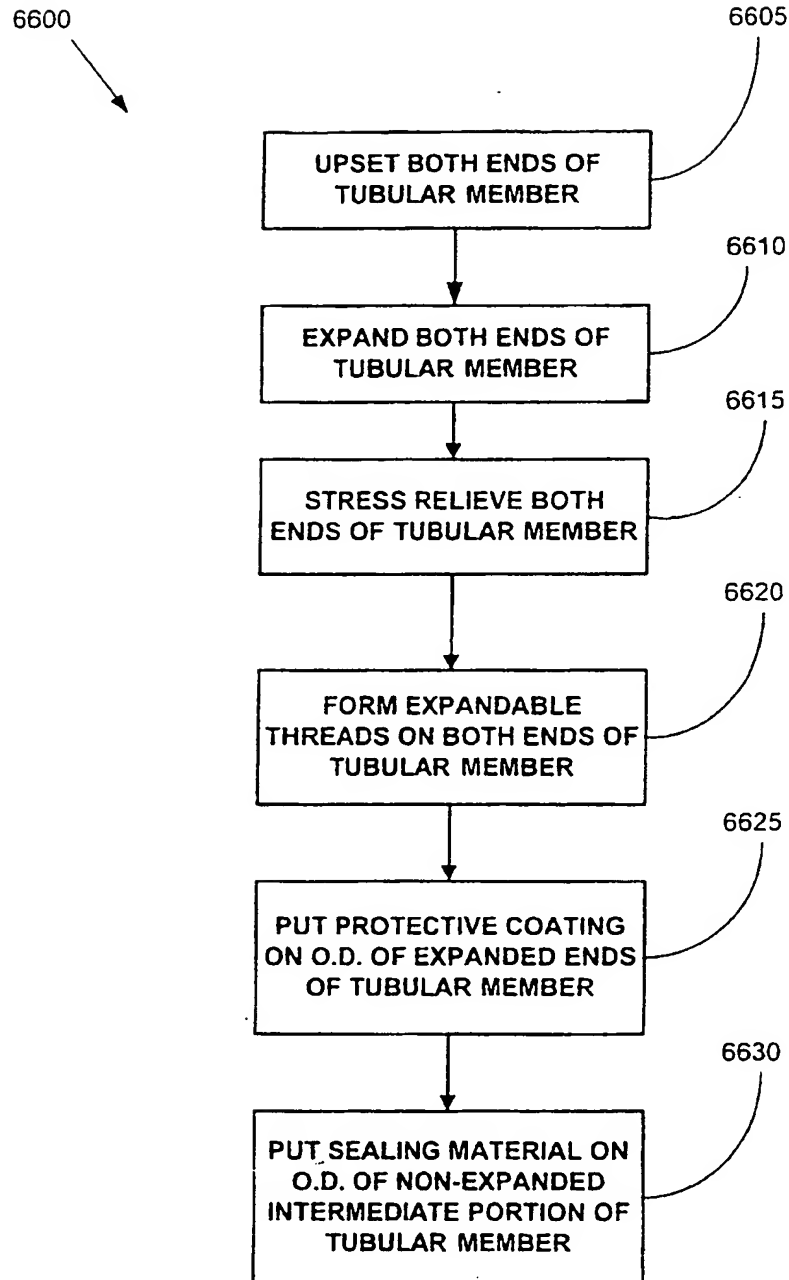 6600
6605
UPSET BOTH ENDS OF
TUBULAR MEMBER
6610
EXPAND BOTH ENDS OF
TUBULAR MEMBER
6615
STRESS RELIEVE BOTH
ENDS OF TUBULAR MEMBER
6620
FORM EXPANDABLE
THREADS ON BOTH ENDS OF
TUBULAR MEMBER
6625
PUT PROTECTIVE COATING
ON O.D. OF EXPANDED ENDS
OF TUBULAR MEMBER
6630
PUT SEALING MATERIAL ON
O.D. OF NON-EXPANDED
INTERMEDIATE PORTION OF
TUBULAR MEMBER